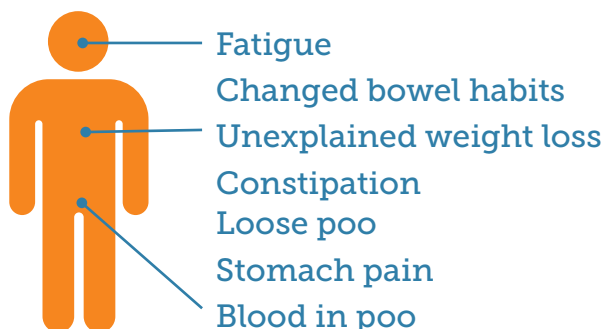 Fatigue
Changed bowel habits
Unexplained weight loss
Constipation
Loose poo
Stomach pain
Blood in poo